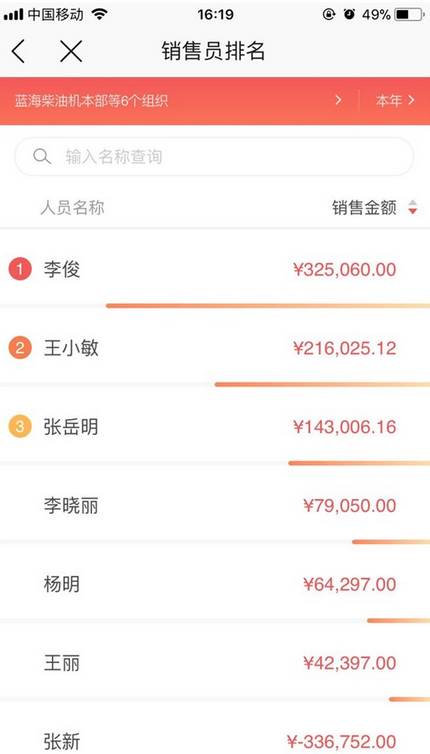 中国移动 16:19 49%
销售员排名
蓝海柴油机本部等6个组织 本年
输入名称查询
人员名称 销售金额
1 李俊 ¥325,060.00
2 王小敏 ¥216,025.12
3 张岳明 ¥143,006.16
李晓丽 ¥79,050.00
杨明 ¥64,297.00
王丽 ¥42,397.00
张新 ¥-336,752.00